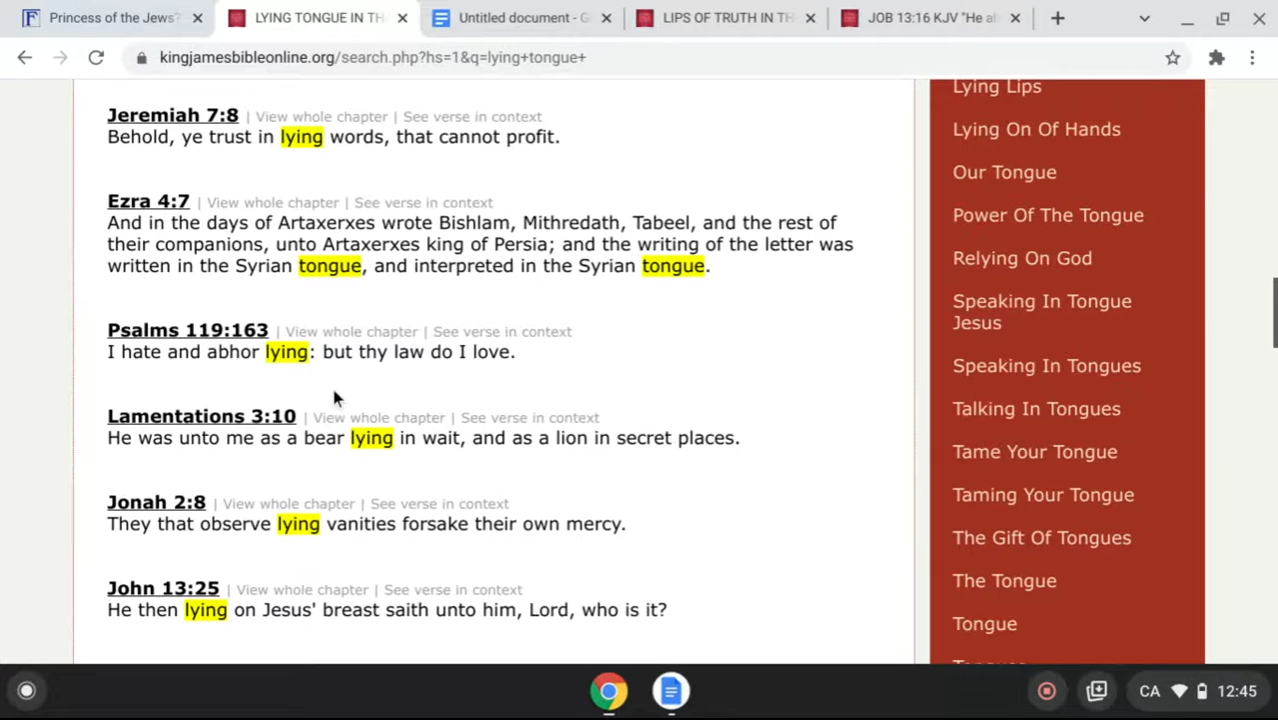 Princess of the Jews?
LYING TONGUE IN TH
Untitled document - G
LIPS OF TRUTH IN TH
JOB 13:16 KJV "He al
kingjamesbibleonline.org/search.php?hs=1&q=lying+tongue+
Jeremiah 7:8 | View whole chapter | See verse in context
Behold, ye trust in lying words, that cannot profit.
Ezra 4:7 | View whole chapter | See verse in context
And in the days of Artaxerxes wrote Bishlam, Mithredath, Tabeel, and the rest of
their companions, unto Artaxerxes king of Persia; and the writing of the letter was
written in the Syrian tongue, and interpreted in the Syrian tongue.
Psalms 119:163 | View whole chapter | See verse in context
I hate and abhor lying: but thy law do I love.
Lamentations 3:10 | View whole chapter | See verse in context
He was unto me as a bear lying in wait, and as a lion in secret places.
Jonah 2:8 | View whole chapter | See verse in context
They that observe lying vanities forsake their own mercy.
John 13:25 | View whole chapter | See verse in context
He then lying on Jesus' breast saith unto him, Lord, who is it?
Lying Lips
Lying On Of Hands
Our Tongue
Power Of The Tongue
Relying On God
Speaking In Tongue
Jesus
Speaking In Tongues
Talking In Tongues
Tame Your Tongue
Taming Your Tongue
The Gift Of Tongues
The Tongue
Tongue
CA 12:45